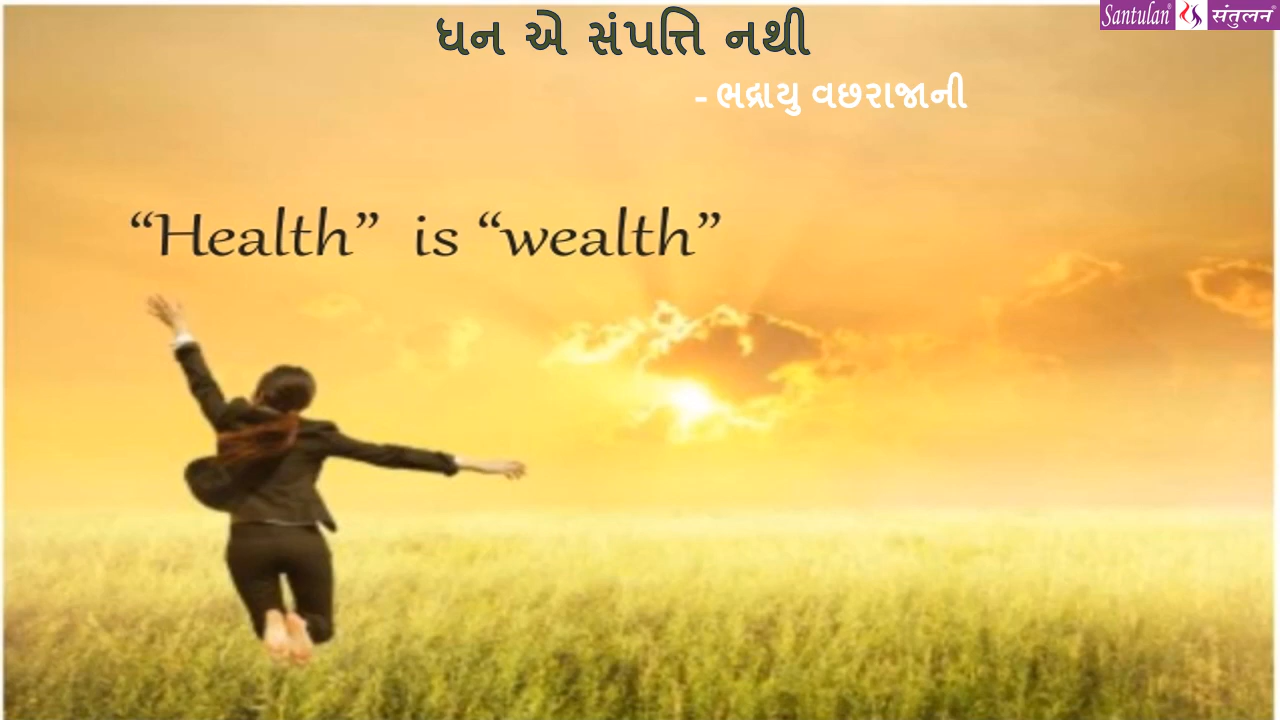 ધન એ સંપત્તિ નથી
Santulan® संतुलन®
- ભદ્રાયુ વછરાજાની
“Health” is “wealth”